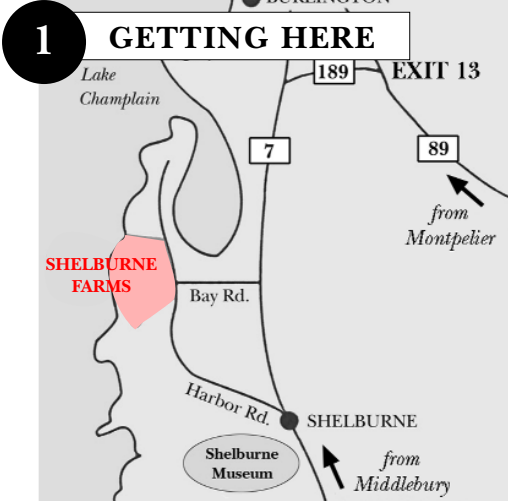 BURLINGTON
1 GETTING HERE
Lake
Champlain
189
EXIT 13
7
89
from
Montpelier
SHELBURNE
FARMS
Bay Rd.
Harbor Rd.
SHELBURNE
Shelburne
Museum
from
Middlebury